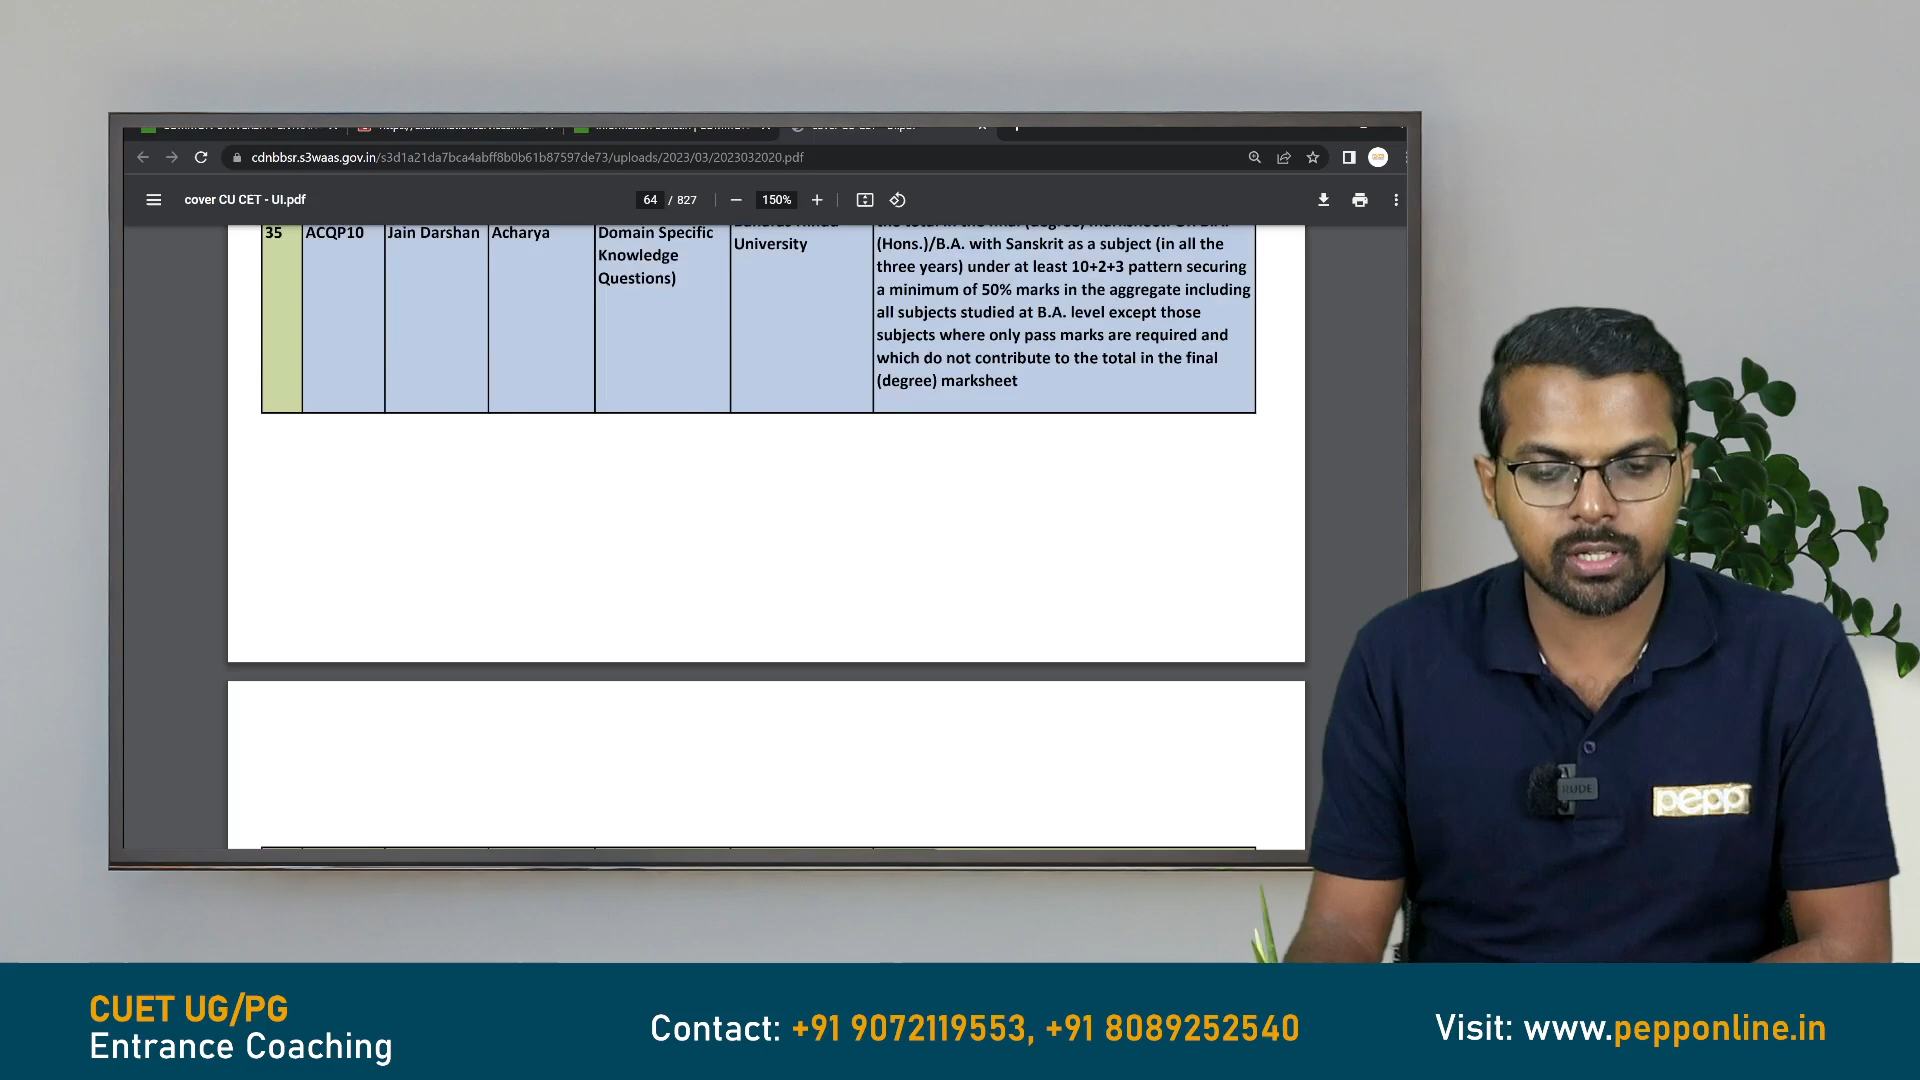 cdnbbsr.s3waas.gov.in/s3d1a21da7bca4abff8b0b61b87597de73/uploads/2023/03/2023032020.pdf
cover CU CET - UI.pdf
64 / 827
150%
35
ACQP10
Jain Darshan
Acharya
Domain Specific
Knowledge
Questions)
University
(Hons.)/B.A. with Sanskrit as a subject (in all the
three years) under at least 10+2+3 pattern securing
a minimum of 50% marks in the aggregate including
all subjects studied at B.A. level except those
subjects where only pass marks are required and
which do not contribute to the total in the final
(degree) marksheet
RUDE
pepp
CUET UG/PG
Entrance Coaching
Contact: +91 9072119553, +91 8089252540
Visit: www.pepponline.in